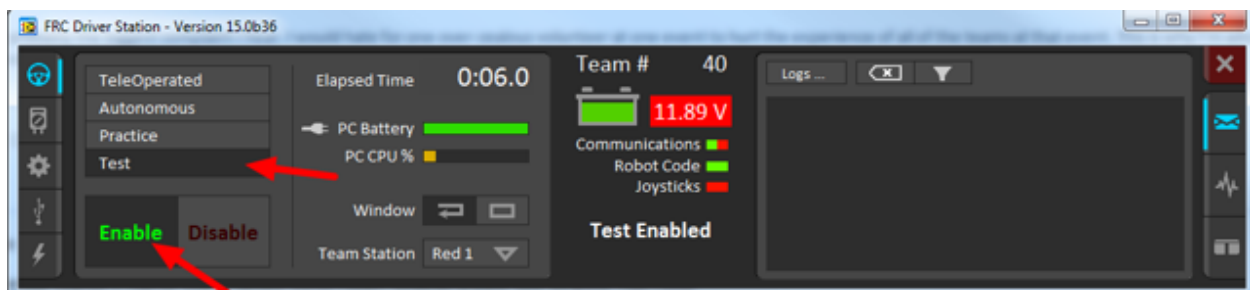 FRC Driver Station - Version 15.0b36
TeleOperated
Autonomous
Practice
Test
Enable Disable
Elapsed Time 0:06.0
PC Battery
PC CPU %
Window
Team Station Red 1
Team # 40
11.89 V
Communications
Robot Code
Joysticks
Test Enabled
Logs ...